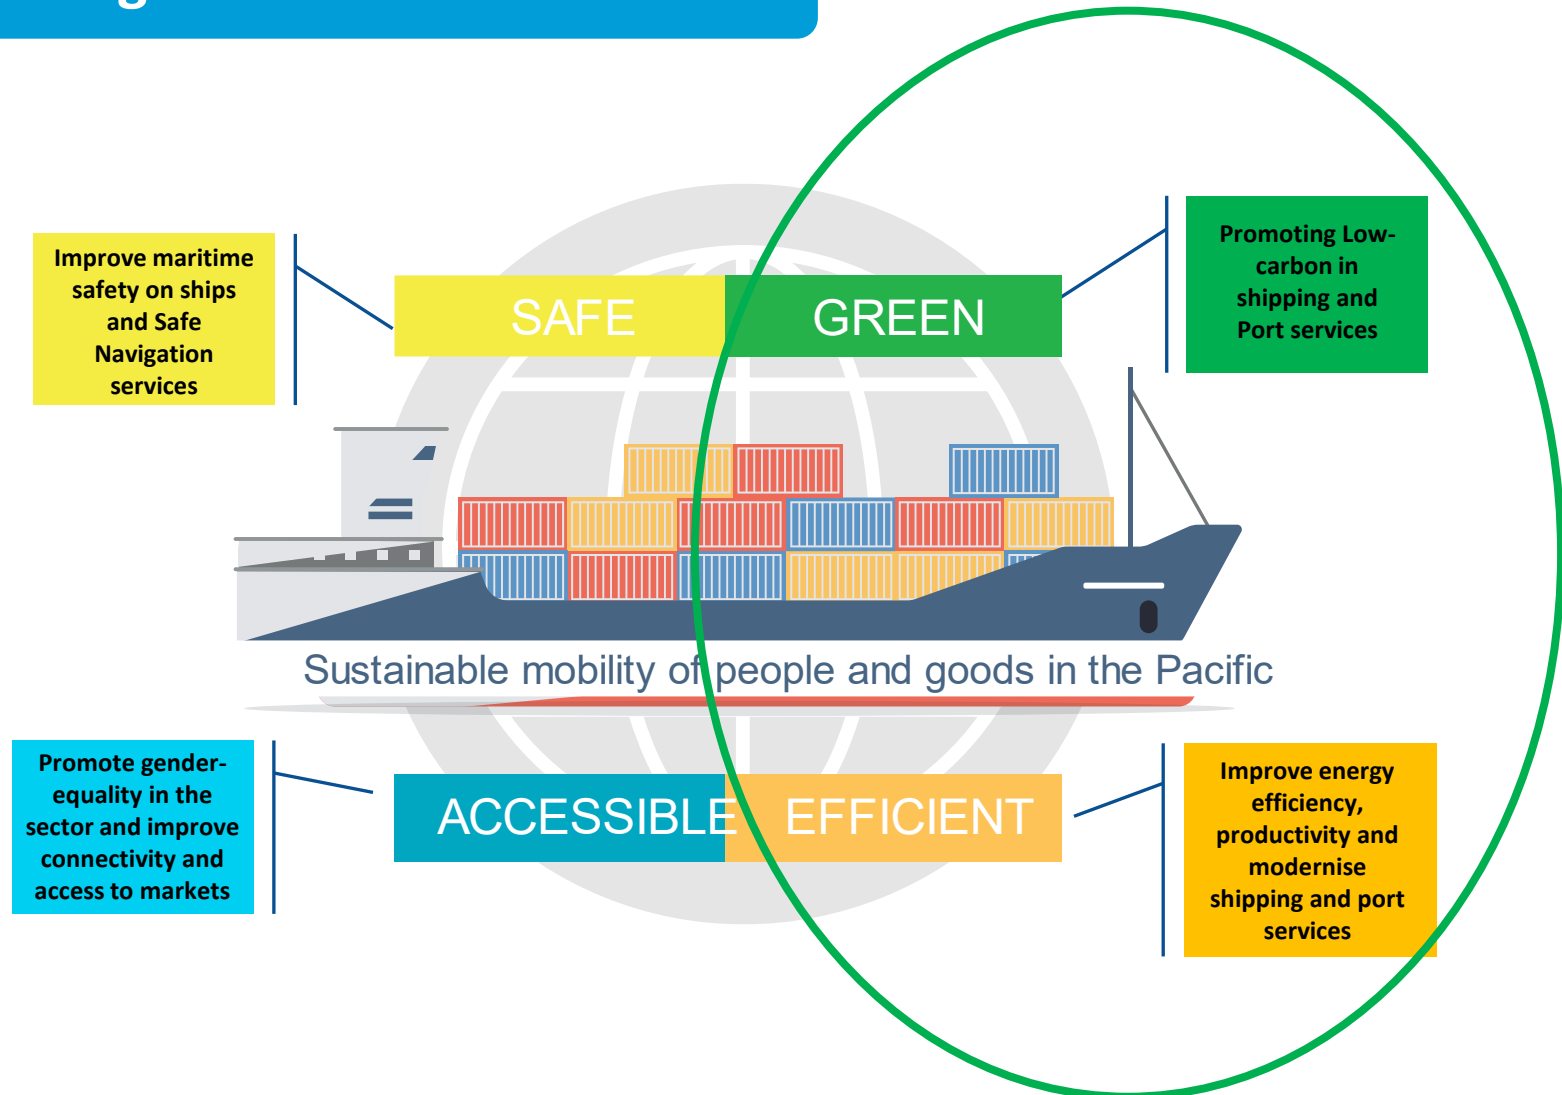 Improve maritime
safety on ships
and Safe
Navigation
services
SAFE
GREEN
Promoting Low-
carbon in
shipping and
Port services
Sustainable mobility of people and goods in the Pacific
Promote gender-
equality in the
sector and improve
connectivity and
access to markets
ACCESSIBLE
EFFICIENT
Improve energy
efficiency,
productivity and
modernise
shipping and port
services